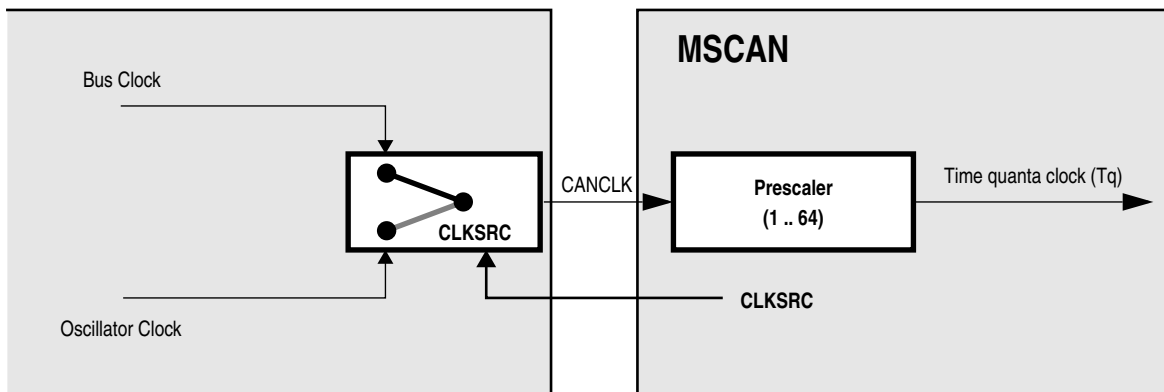 MSCAN
Bus Clock
CLKSRC
CANCLK
Prescaler
(1 .. 64)
Time quanta clock (Tq)
CLKSRC
Oscillator Clock